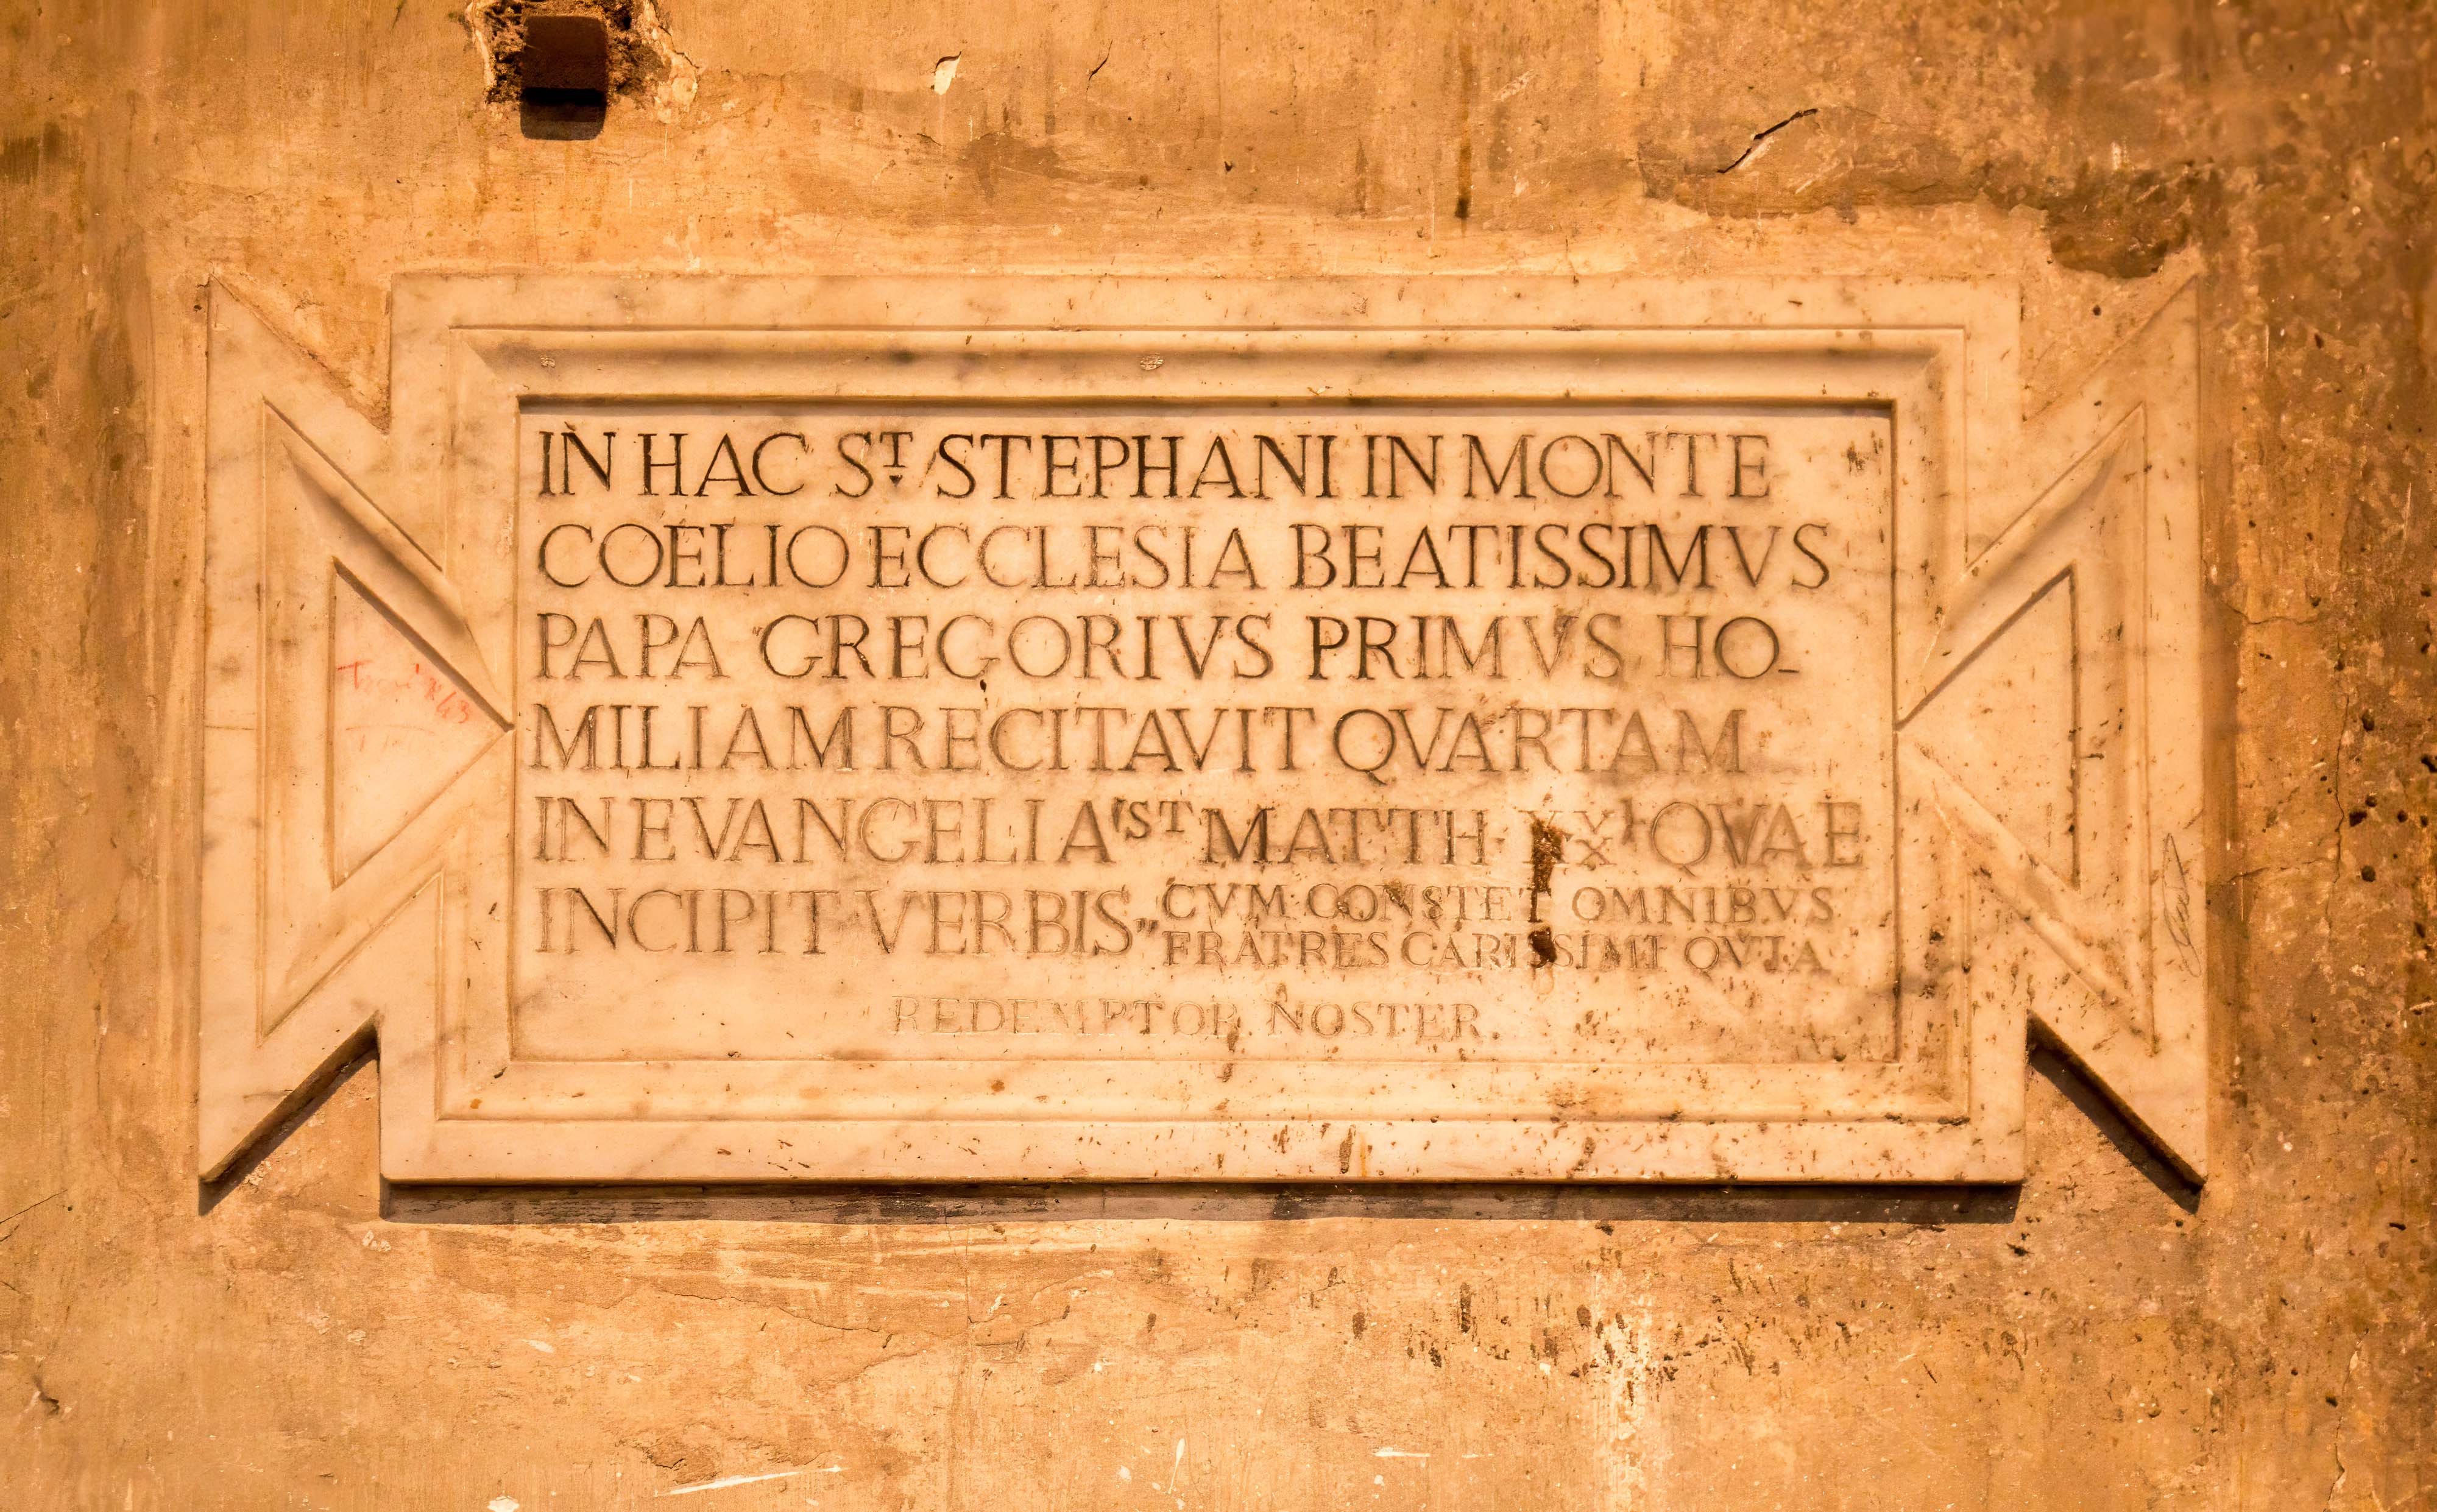 IN HAC ST. STEPHANI IN MONTE
COELIO ECCLESIA BEATISSIMVS
PAPA GREGORIVS PRIMVS HO-
MILIAM RECITAVIT QVARTAM
IN EVANGELIA ST MATTH QVAE
INCIPIT VERBIS "CVM CONSTET OMNIBVS
FRATRES CARISSIMI QVIA
REDEMPTOR NOSTER.